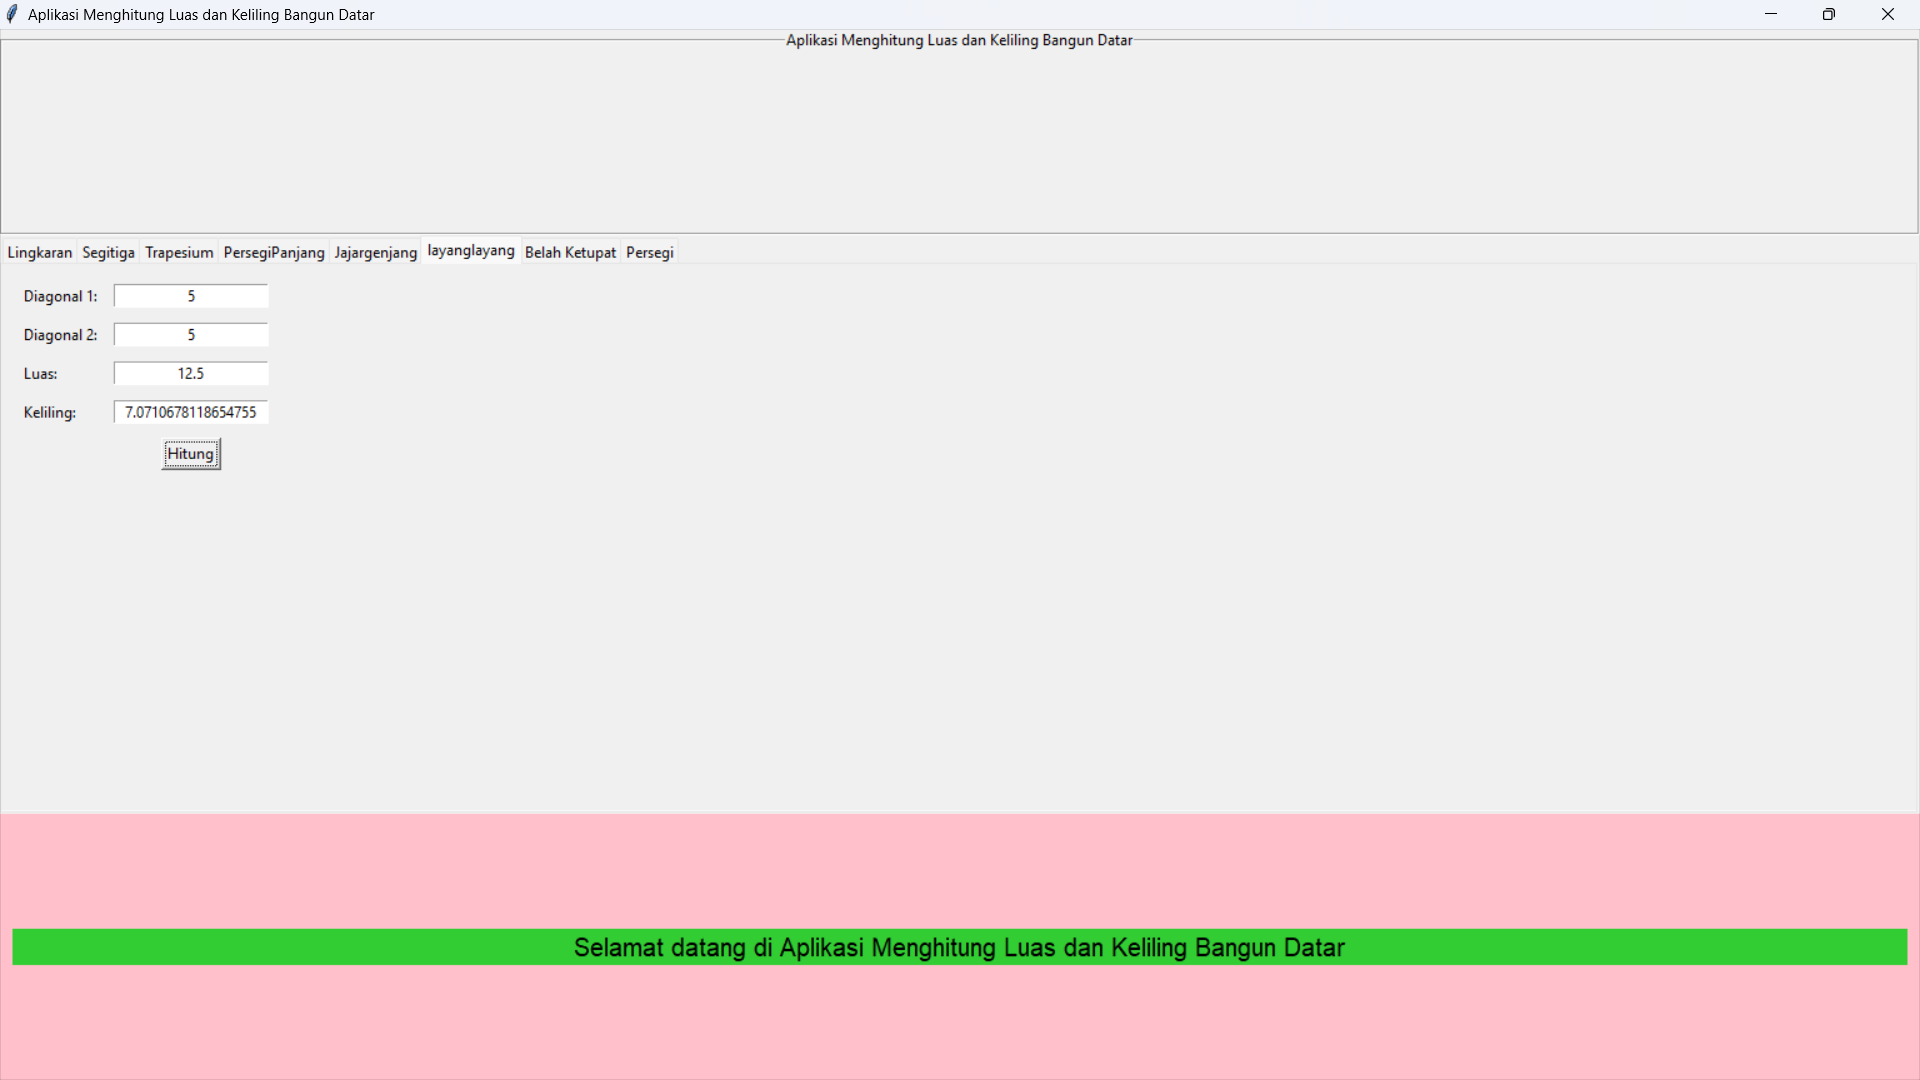 Aplikasi Menghitung Luas dan Keliling Bangun Datar
Aplikasi Menghitung Luas dan Keliling Bangun Datar
Lingkaran Segitiga Trapesium PersegiPanjang Jajargenjang layanglayang Belah Ketupat Persegi
Diagonal 1: 5
Diagonal 2: 5
Luas: 12.5
Keliling: 7.0710678118654755
Hitung
Selamat datang di Aplikasi Menghitung Luas dan Keliling Bangun Datar